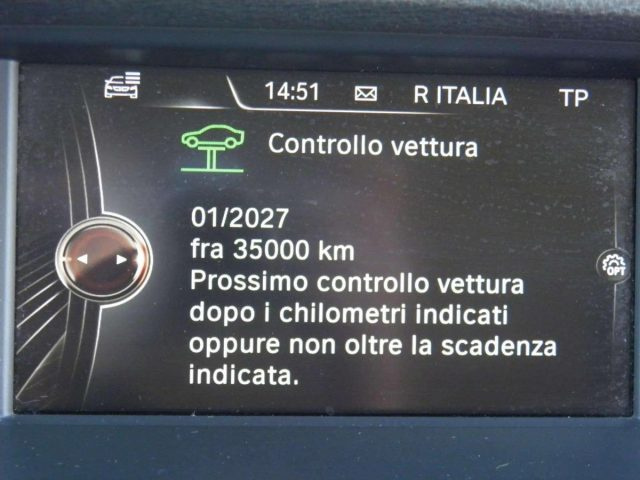 14:51 R ITALIA TP
Controllo vettura
01/2027
fra 35000 km
Prossimo controllo vettura
OPT
dopo i chilometri indicati
oppure non oltre la scadenza
indicata.